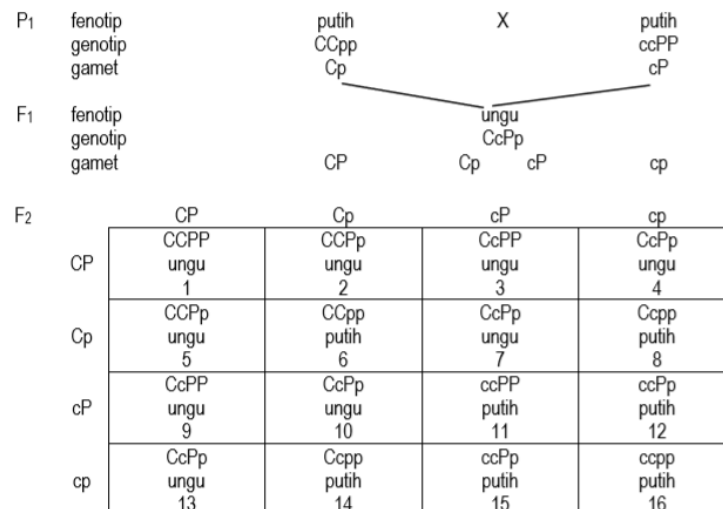 P1 fenotip putih X putih
genotip CCpp ccPP
gamet Cp cP
F1 fenotip ungu
genotip CcPp
gamet CP Cp cP cp
F2 CP Cp cP cp
CP CCPP CCPp CcPP CcPp
ungu ungu ungu ungu
1 2 3 4
Cp CCPp CCpp CcPp Ccpp
ungu putih ungu putih
5 6 7 8
cP CcPP CcPp ccPP ccPp
ungu ungu putih putih
9 10 11 12
cp CcPp Ccpp ccPp ccpp
ungu putih putih putih
13 14 15 16